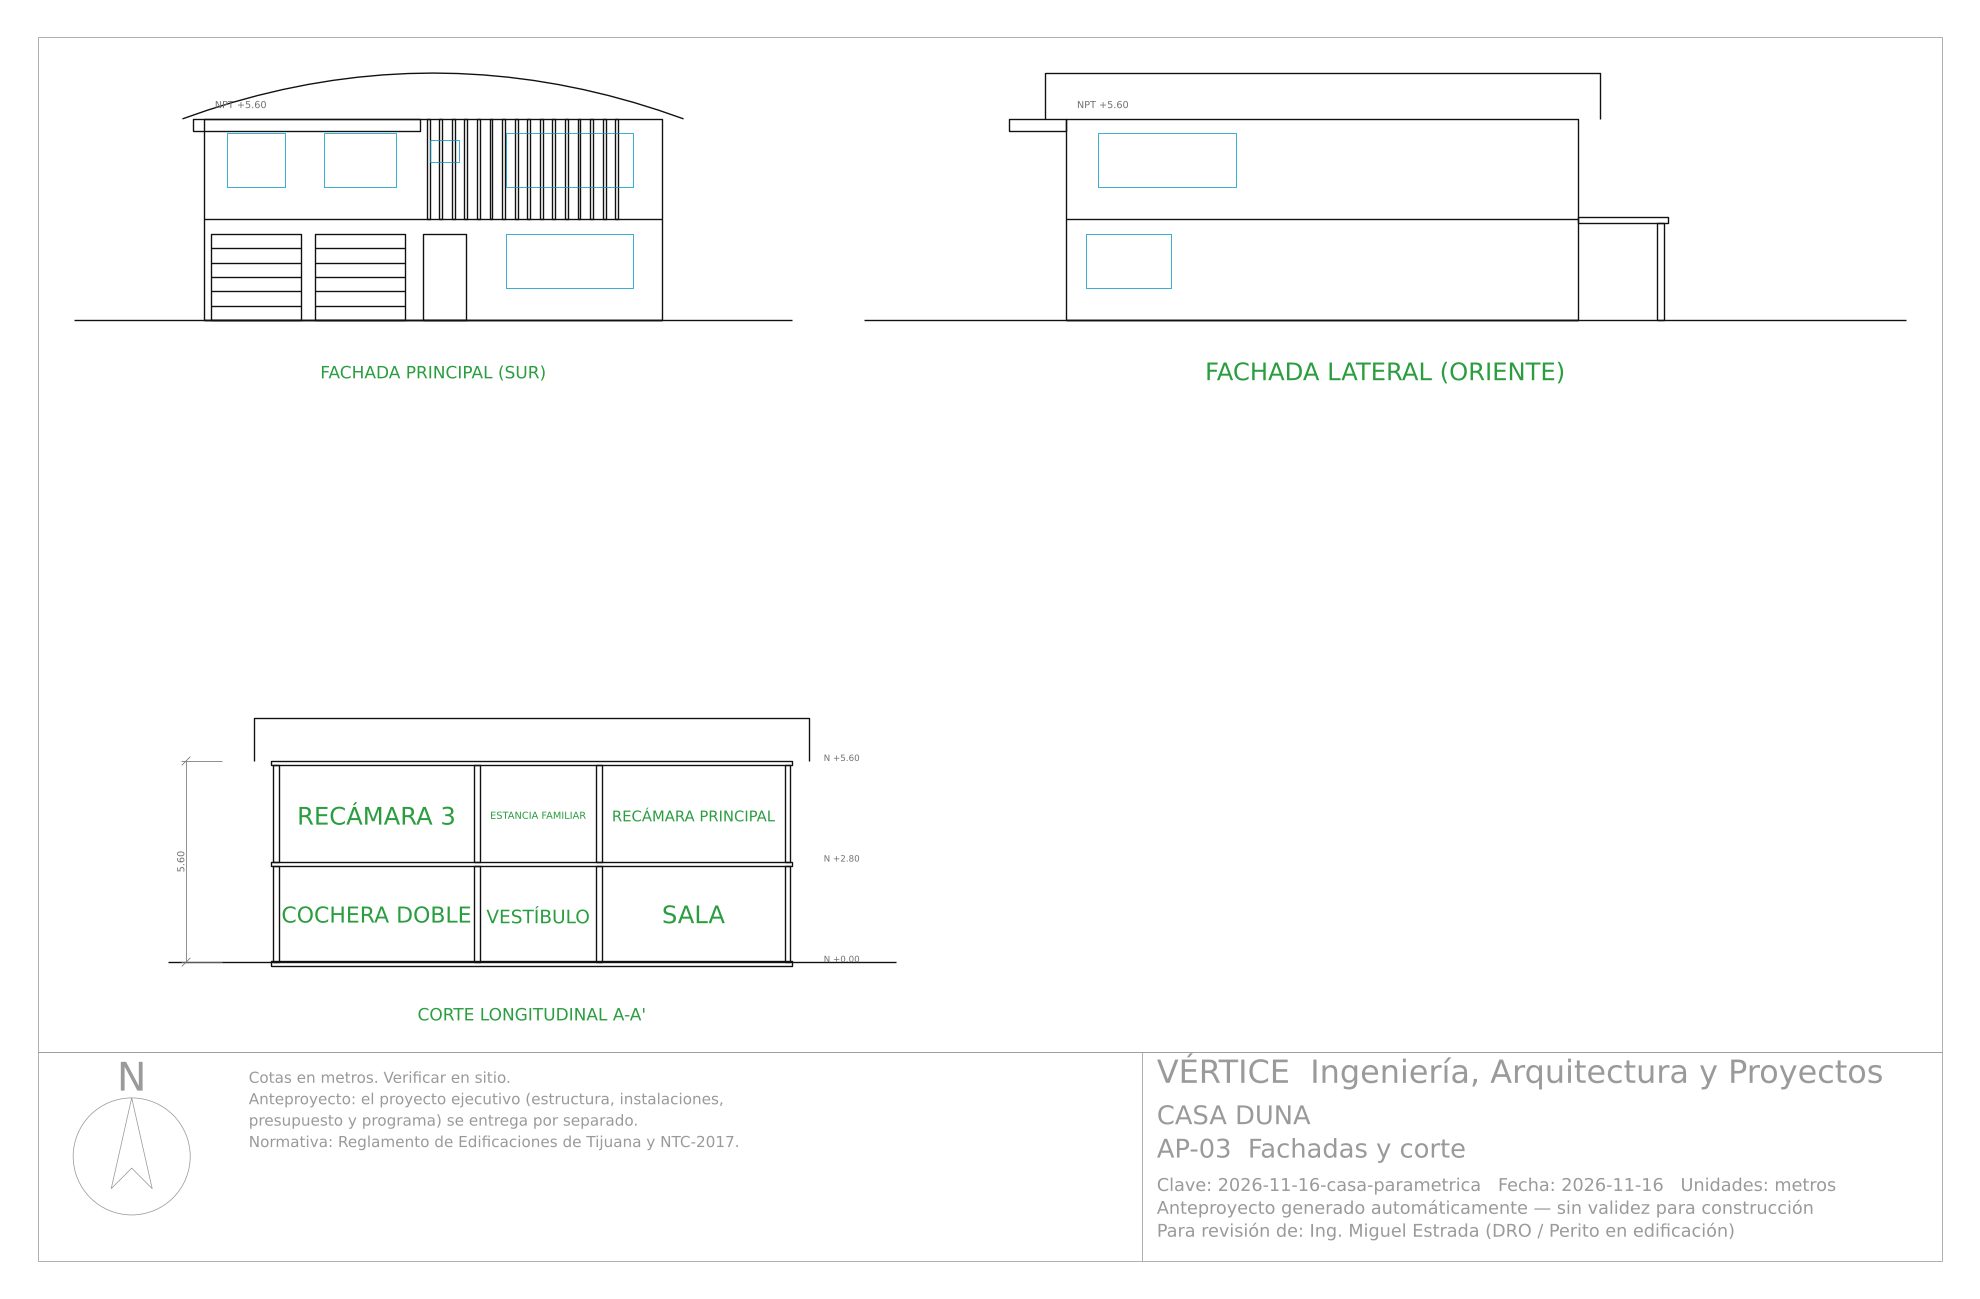 NPT +5.60
NPT +5.60
FACHADA PRINCIPAL (SUR)
FACHADA LATERAL (ORIENTE)
N +5.60
RECÁMARA 3
ESTANCIA FAMILIAR
RECÁMARA PRINCIPAL
5.60
N +2.80
COCHERA DOBLE
VESTÍBULO
SALA
N +0.00
CORTE LONGITUDINAL A-A'
N
Cotas en metros. Verificar en sitio.
Anteproyecto: el proyecto ejecutivo (estructura, instalaciones,
presupuesto y programa) se entrega por separado.
Normativa: Reglamento de Edificaciones de Tijuana y NTC-2017.
VÉRTICE  Ingeniería, Arquitectura y Proyectos
CASA DUNA
AP-03  Fachadas y corte
Clave: 2026-11-16-casa-parametrica   Fecha: 2026-11-16   Unidades: metros
Anteproyecto generado automáticamente — sin validez para construcción
Para revisión de: Ing. Miguel Estrada (DRO / Perito en edificación)